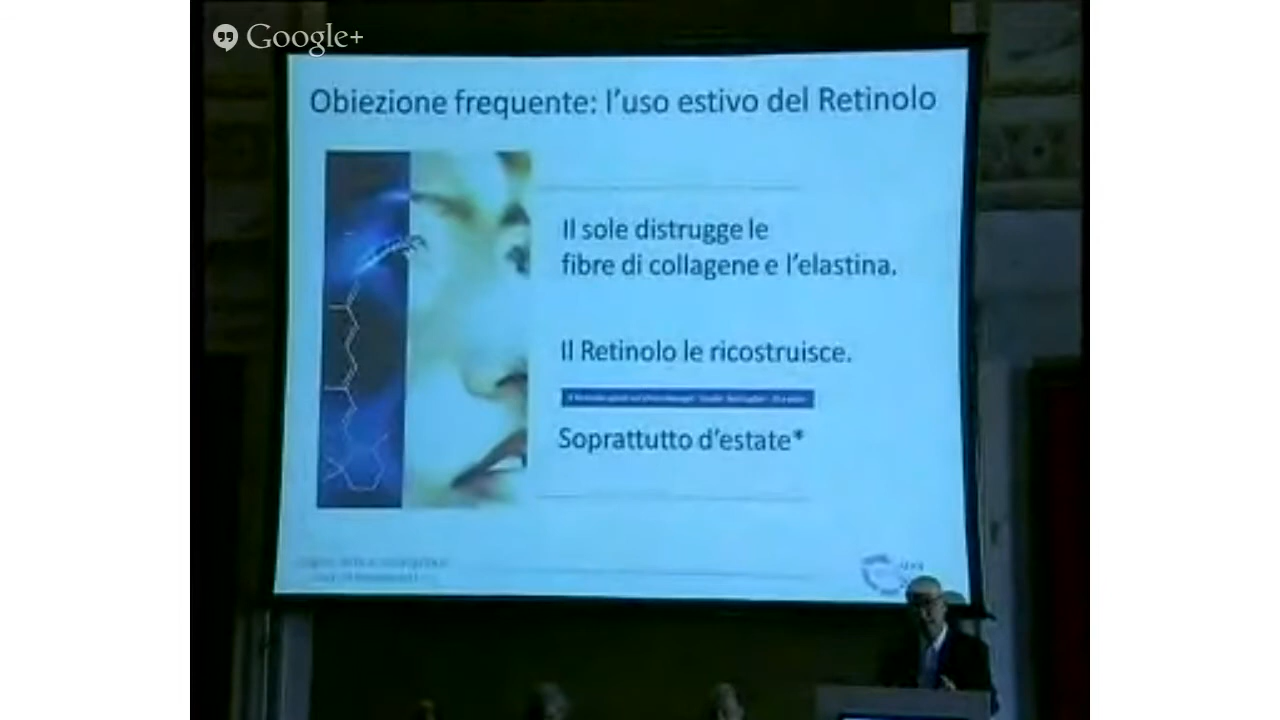 Google+
Obiezione frequente: l'uso estivo del Retinolo
Il sole distrugge le
fibre di collagene e l'elastina.
Il Retinolo le ricostruisce.
Soprattutto d'estate*